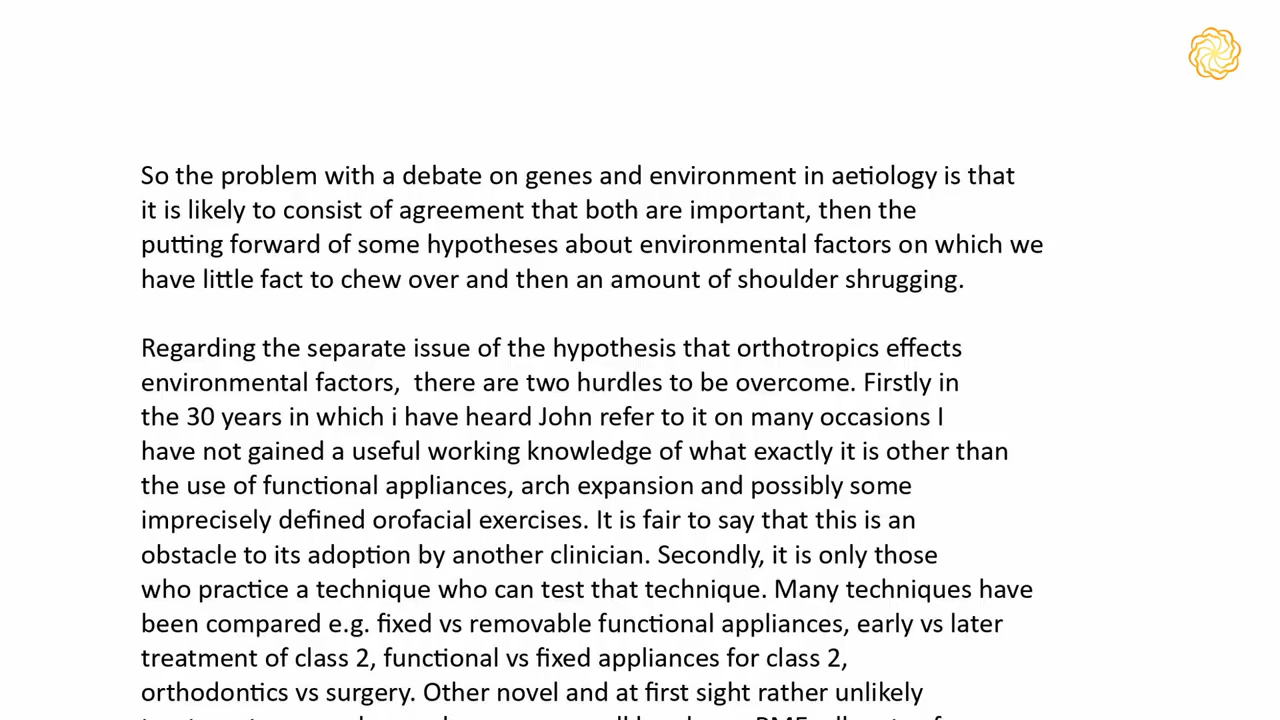 So the problem with a debate on genes and environment in aetiology is that
it is likely to consist of agreement that both are important, then the
putting forward of some hypotheses about environmental factors on which we
have little fact to chew over and then an amount of shoulder shrugging.
Regarding the separate issue of the hypothesis that orthotropics effects
environmental factors,  there are two hurdles to be overcome. Firstly in
the 30 years in which i have heard John refer to it on many occasions I
have not gained a useful working knowledge of what exactly it is other than
the use of functional appliances, arch expansion and possibly some
imprecisely defined orofacial exercises. It is fair to say that this is an
obstacle to its adoption by another clinician. Secondly, it is only those
who practice a technique who can test that technique. Many techniques have
been compared e.g. fixed vs removable functional appliances, early vs later
treatment of class 2, functional vs fixed appliances for class 2,
orthodontics vs surgery. Other novel and at first sight rather unlikely